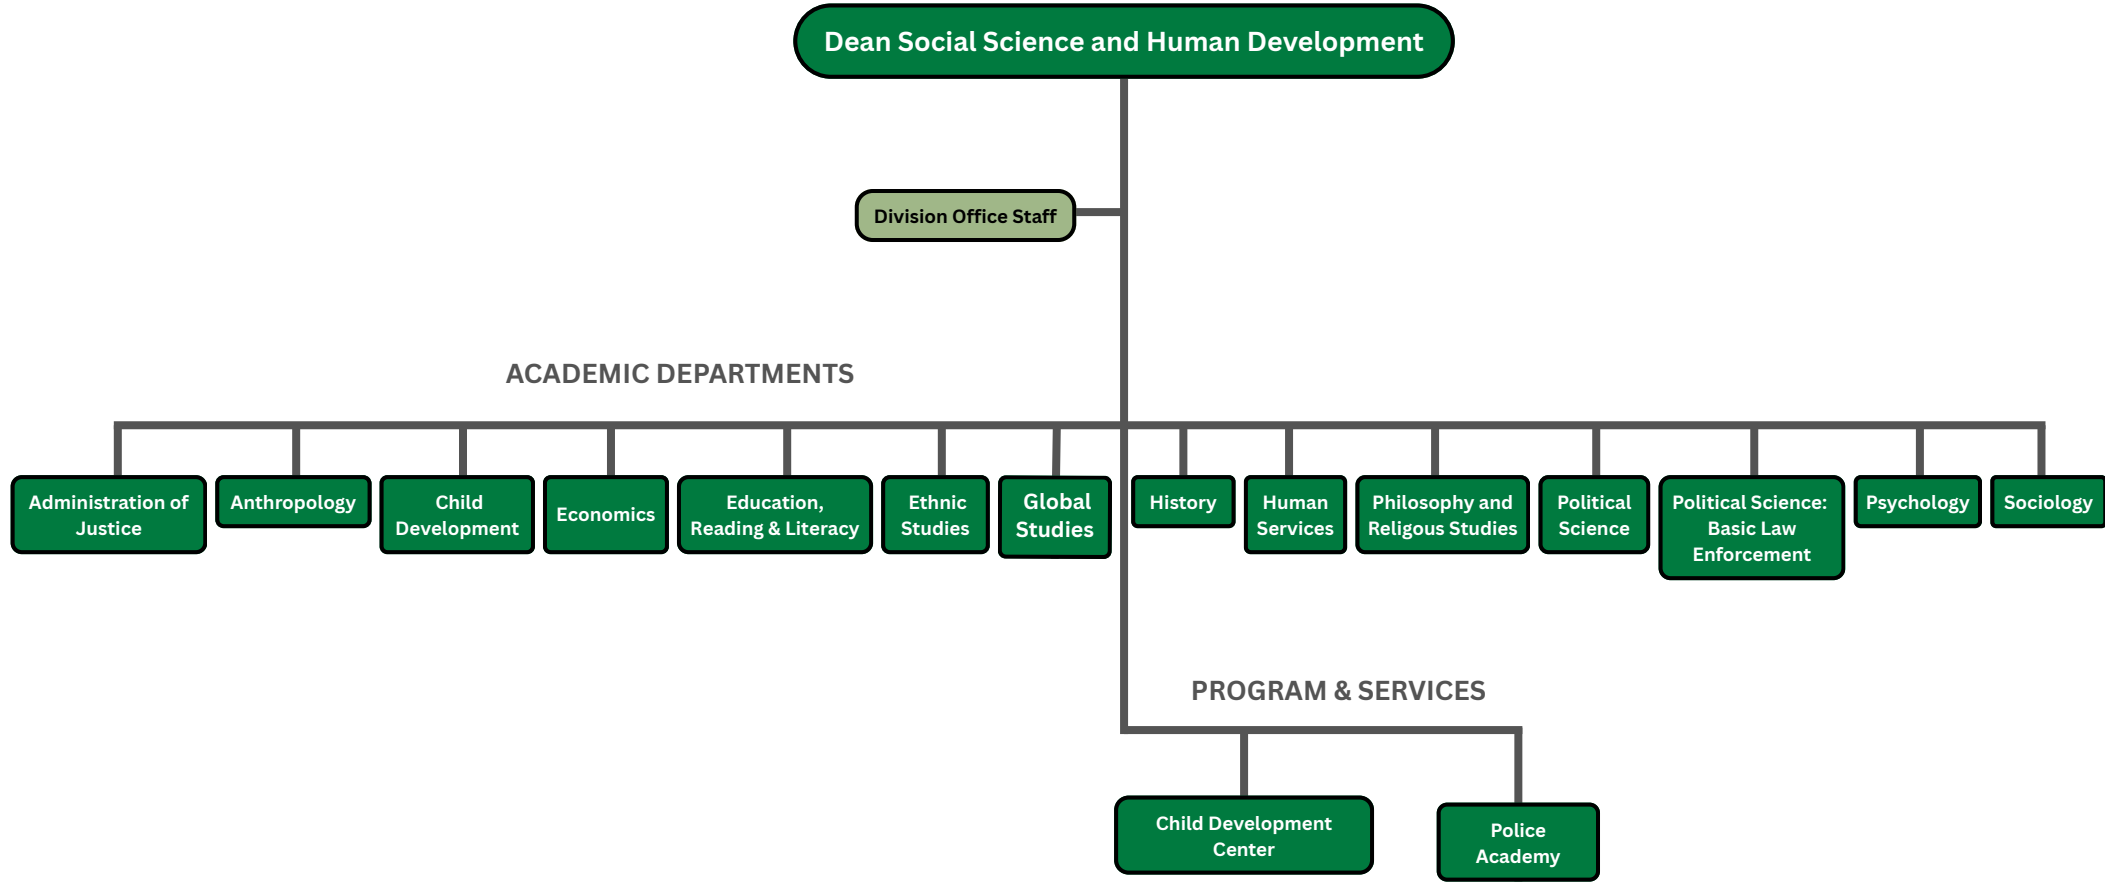 Dean Social Science and Human Development
Division Office Staff
ACADEMIC DEPARTMENTS
Administration of
Justice
Anthropology
Child
Development
Economics
Education,
Reading & Literacy
Ethnic
Studies
Global
Studies
History
Human
Services
Philosophy and
Religous Studies
Political
Science
Political Science:
Basic Law
Enforcement
Psychology
Sociology
PROGRAM & SERVICES
Child Development
Center
Police
Academy